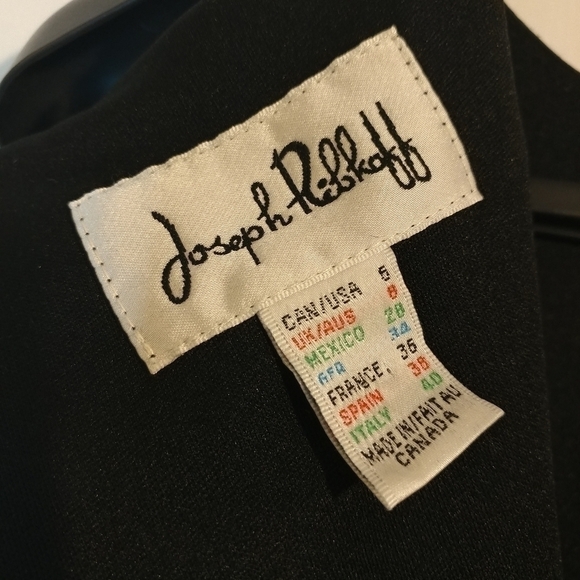 Joseph Ribkoff
CAN/USA 6
UK/AUS 8
MEXICO 28
AFR 34
FRANCE. 36
SPAIN 38
ITALY 40
MADE IN/FAIT AU
CANADA